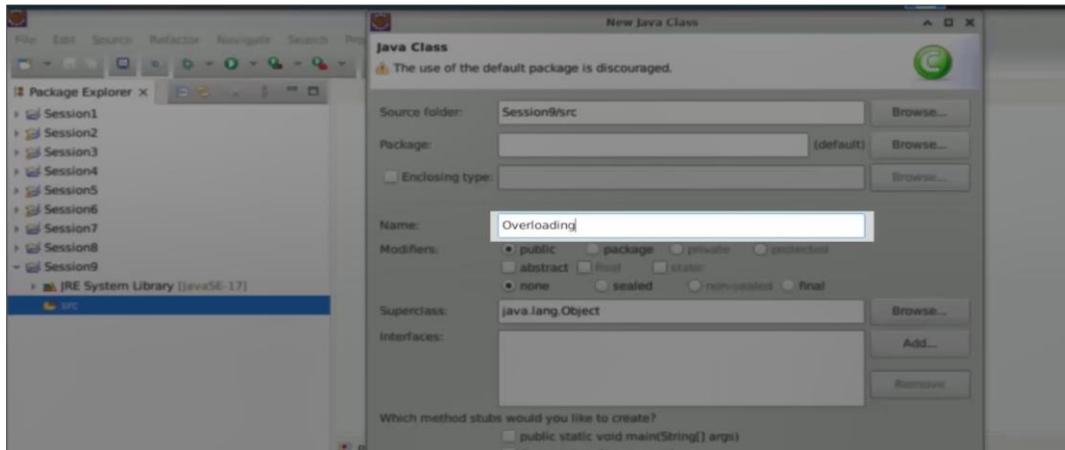 New Java Class
File Edit Source Refactor Navigate Search
Java Class
The use of the default package is discouraged.
Package Explorer
Session1
Session2
Session3
Session4
Session5
Session6
Session7
Session8
Session9
JRE System Library [JavaSE-17]
src
Source folder: Session9/src Browse...
Package: (default) Browse...
Enclosing type: Browse...
Name: Overloading
Modifiers: public package private protected
abstract final static
none sealed non-sealed final
Superclass: java.lang.Object Browse...
Interfaces: Add...
Remove
Which method stubs would you like to create?
public static void main(String[] args)